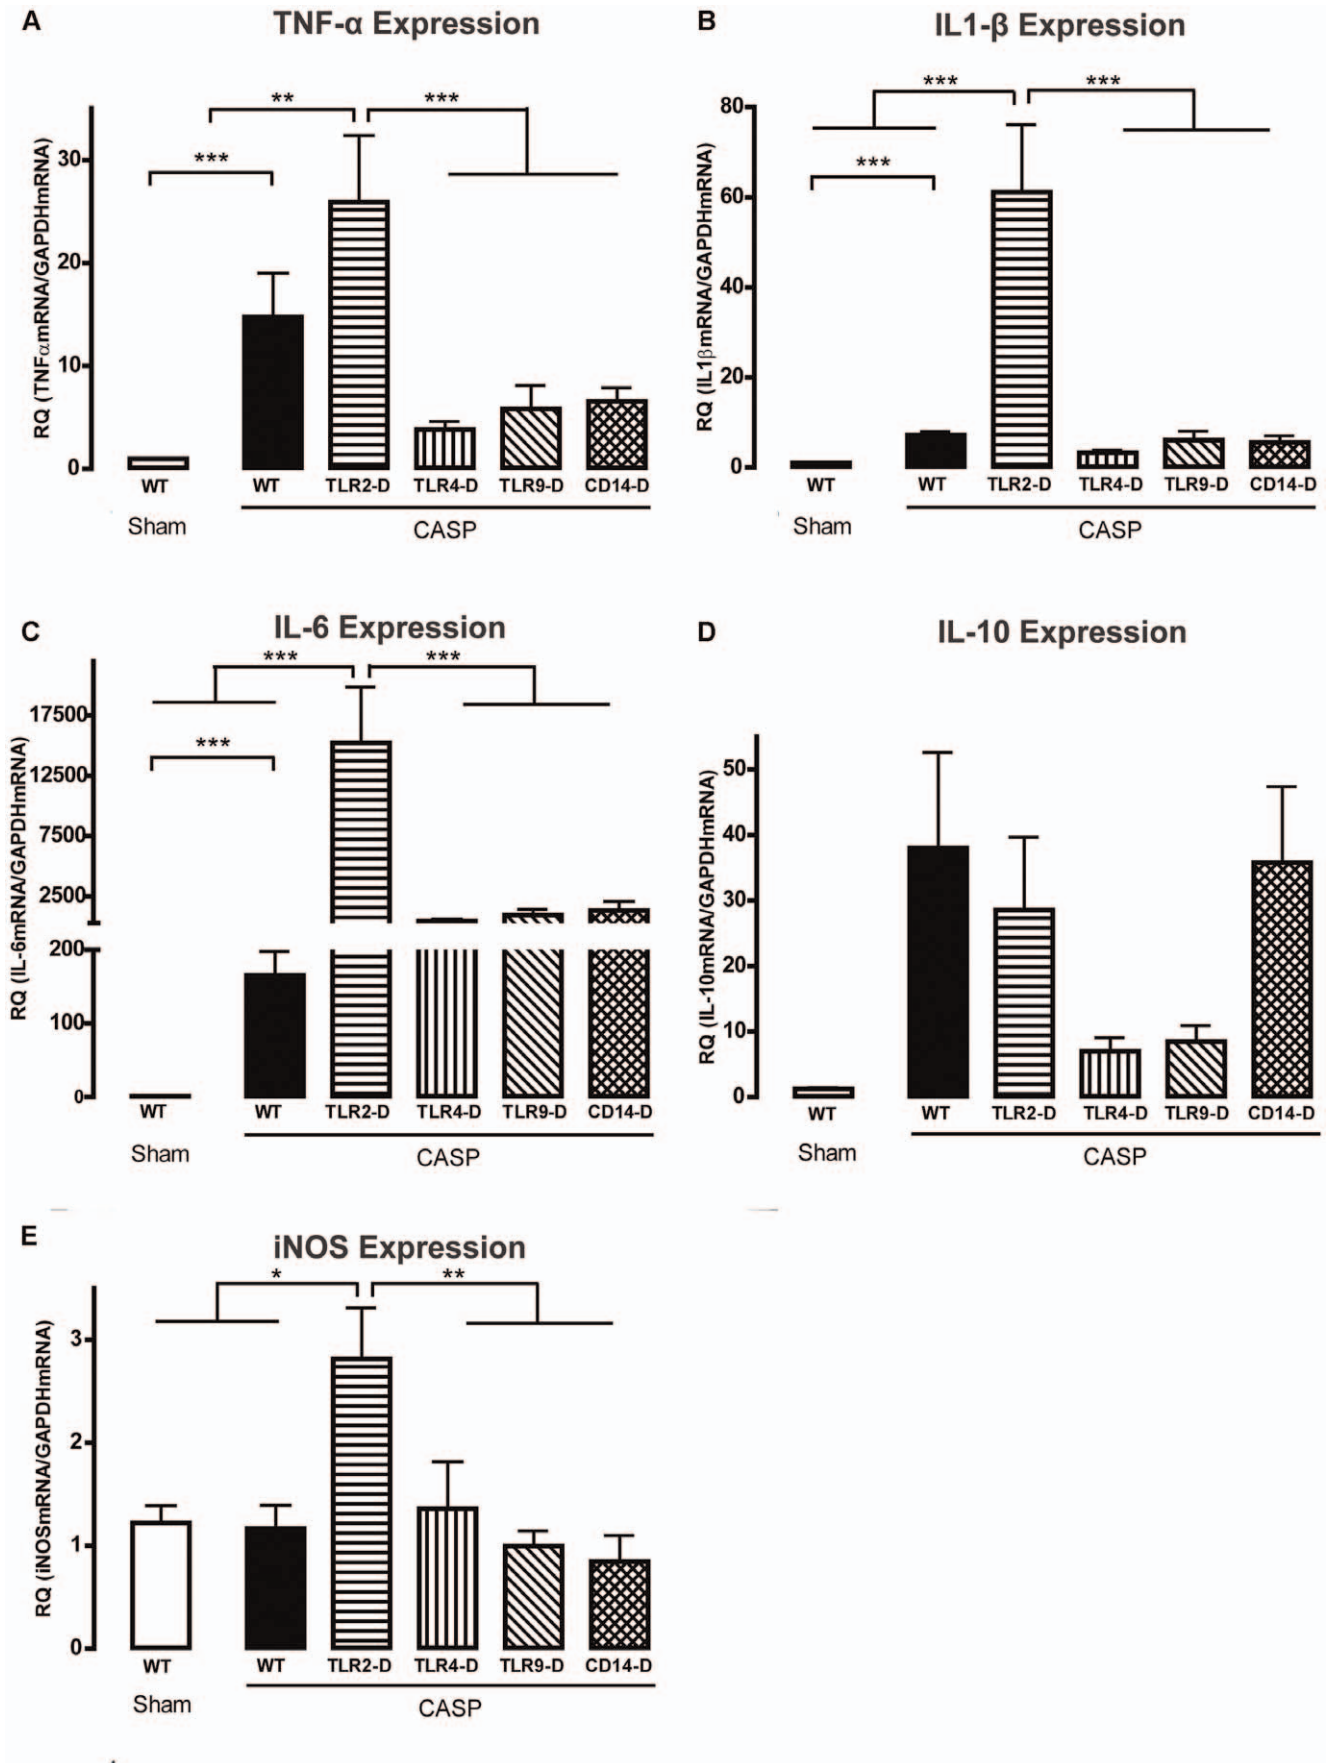 A
TNF-α Expression
RQ (TNFαmRNA/GAPDHmRNA)
30
20
10
0
**
***
***
WT
WT
TLR2-D
TLR4-D
TLR9-D
CD14-D
Sham
CASP
B
IL1-β Expression
RQ (IL1βmRNA/GAPDHmRNA)
80
60
40
20
0
***
***
***
WT
WT
TLR2-D
TLR4-D
TLR9-D
CD14-D
Sham
CASP
C
IL-6 Expression
RQ (IL-6mRNA/GAPDHmRNA)
17500
12500
7500
2500
200
100
0
***
***
***
WT
WT
TLR2-D
TLR4-D
TLR9-D
CD14-D
Sham
CASP
D
IL-10 Expression
RQ (IL-10mRNA/GAPDHmRNA)
50
40
30
20
10
0
WT
WT
TLR2-D
TLR4-D
TLR9-D
CD14-D
Sham
CASP
E
iNOS Expression
RQ (iNOSmRNA/GAPDHmRNA)
3
2
1
0
*
**
WT
WT
TLR2-D
TLR4-D
TLR9-D
CD14-D
Sham
CASP